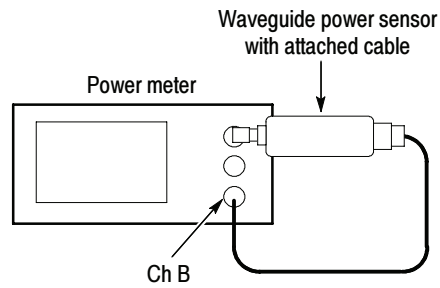 Waveguide power sensor
with attached cable
Power meter
Ch B